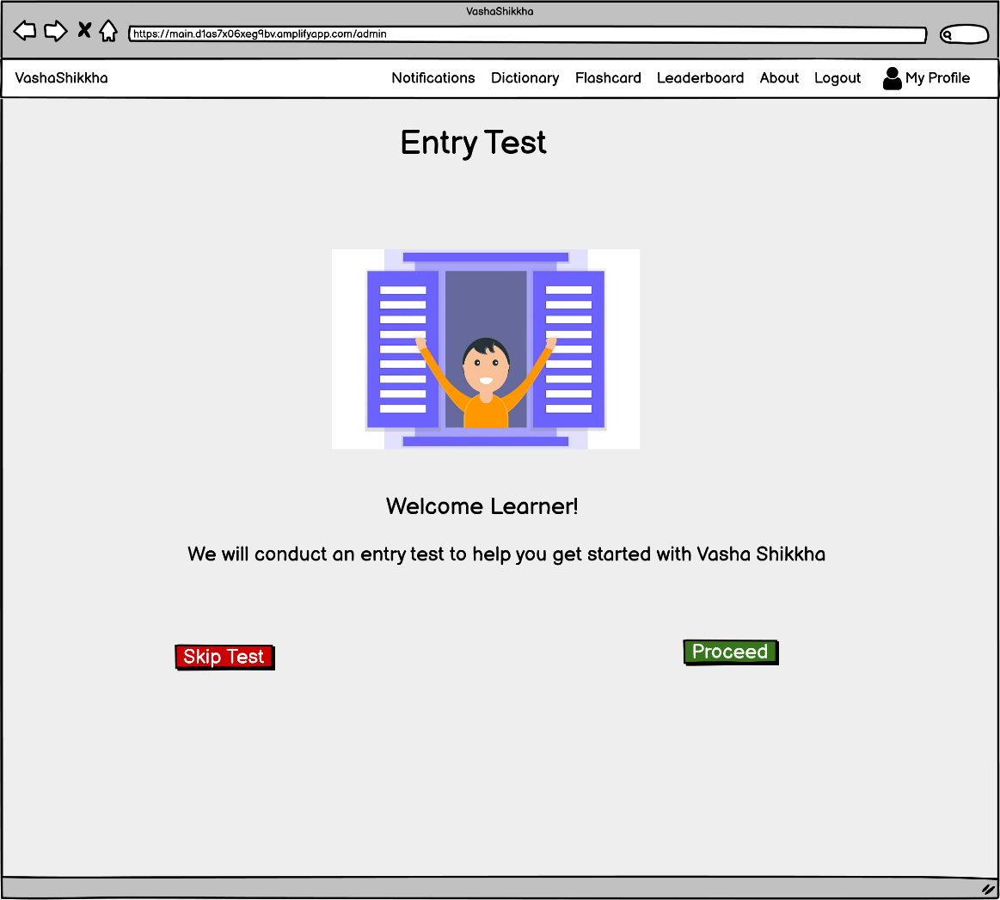 VashaShikkha
https://main.d1as7x06xeg9bv.amplifyapp.com/admin
VashaShikkha Notifications Dictionary Flashcard Leaderboard About Logout My Profile
Entry Test
Welcome Learner!
We will conduct an entry test to help you get started with Vasha Shikkha
Skip Test Proceed